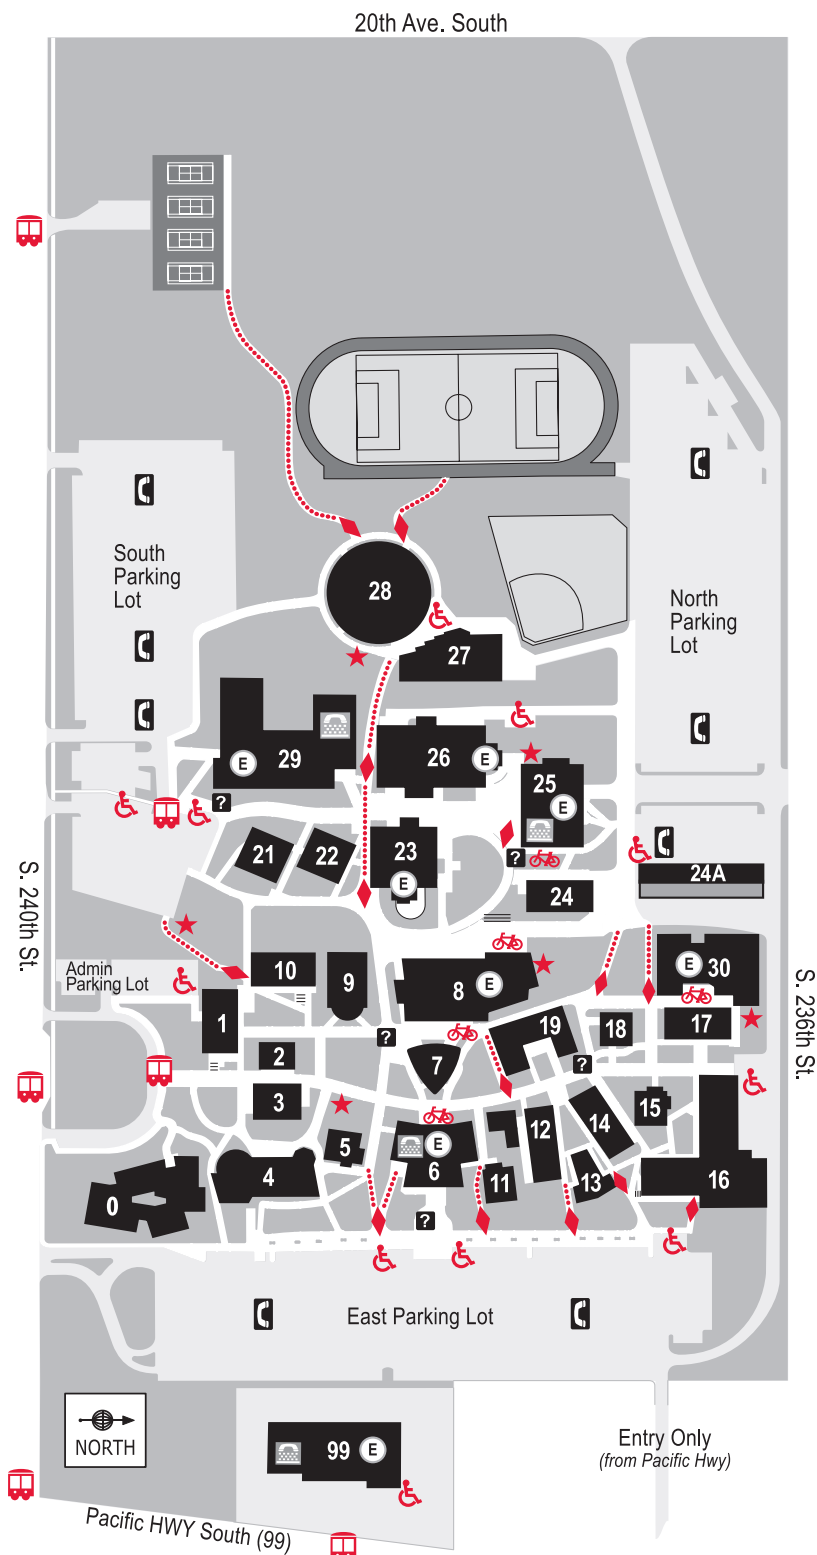 20th Ave. South
South
Parking
Lot
North
Parking
Lot
28
27
29
E
26
E
25
E
?
21
22
23
E
?
24
24A
S. 240th St.
Admin
Parking Lot
10
9
8
E
E
30
S. 236th St.
1
2
3
?
7
19
18
17
?
15
14
12
5
E
6
11
13
16
4
0
?
East Parking Lot
NORTH
99
E
Entry Only
(from Pacific Hwy)
Pacific HWY South (99)